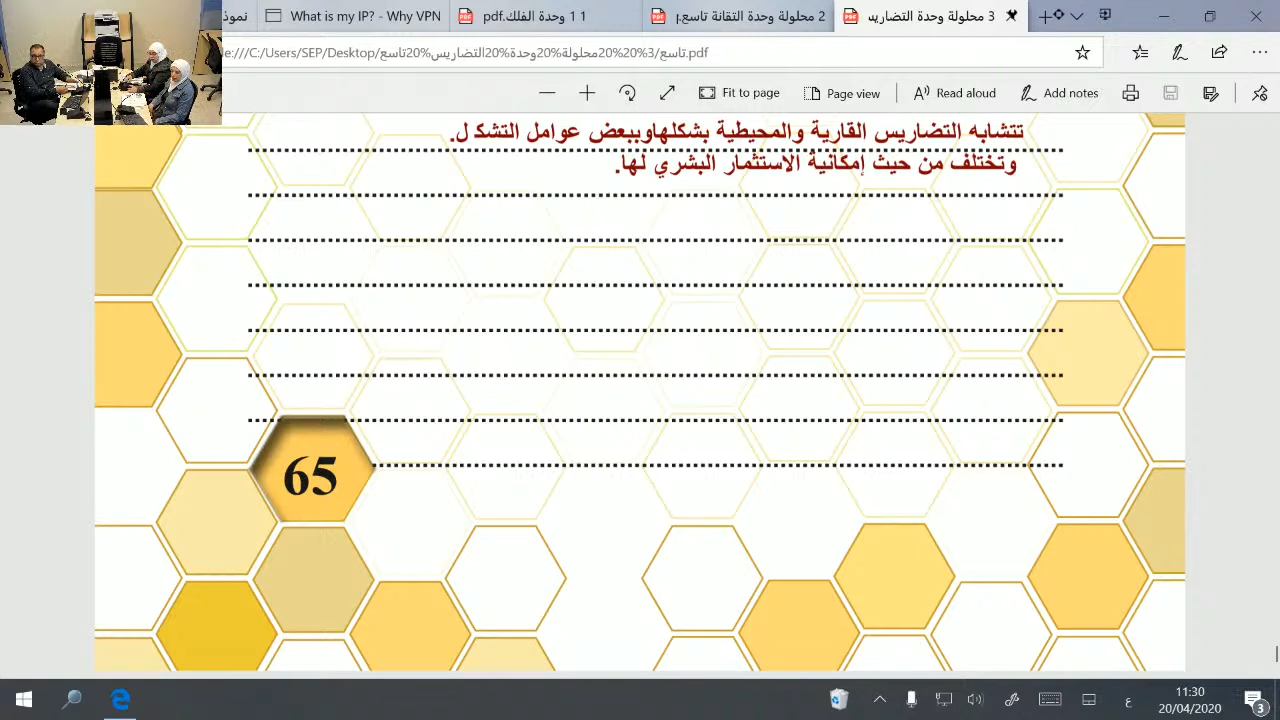 What is my IP? - Why VPN
1 1 وحدة الفلك.pdf
2 محلولة وحدة التقانة تاسع.
3 محلولة وحدة التضاريس
:///C:/Users/SEP/Desktop/تاسع/3%20%20محلولة%20وحدة%20التضاريس%20تاسع.pdf
Fit to page
Page view
Read aloud
Add notes
تتشابه التضاريس القارية والمحيطية بشكلهاوببعض عوامل التشك ل.
وتختلف من حيث إمكانية الاستثمار البشري لها.
65
ع
11:30
20/04/2020
3